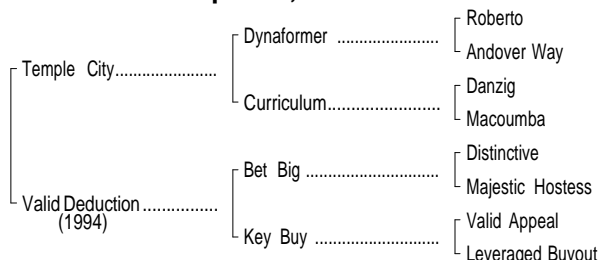 Roberto
Dynaformer ........................
Andover Way
Temple City.......................
Danzig
Curriculum..........................
Macoumba
Distinctive
Bet Big ...............................
Majestic Hostess
Valid Deduction .................
(1994)
Valid Appeal
Key Buy .............................
Leveraged Buyout